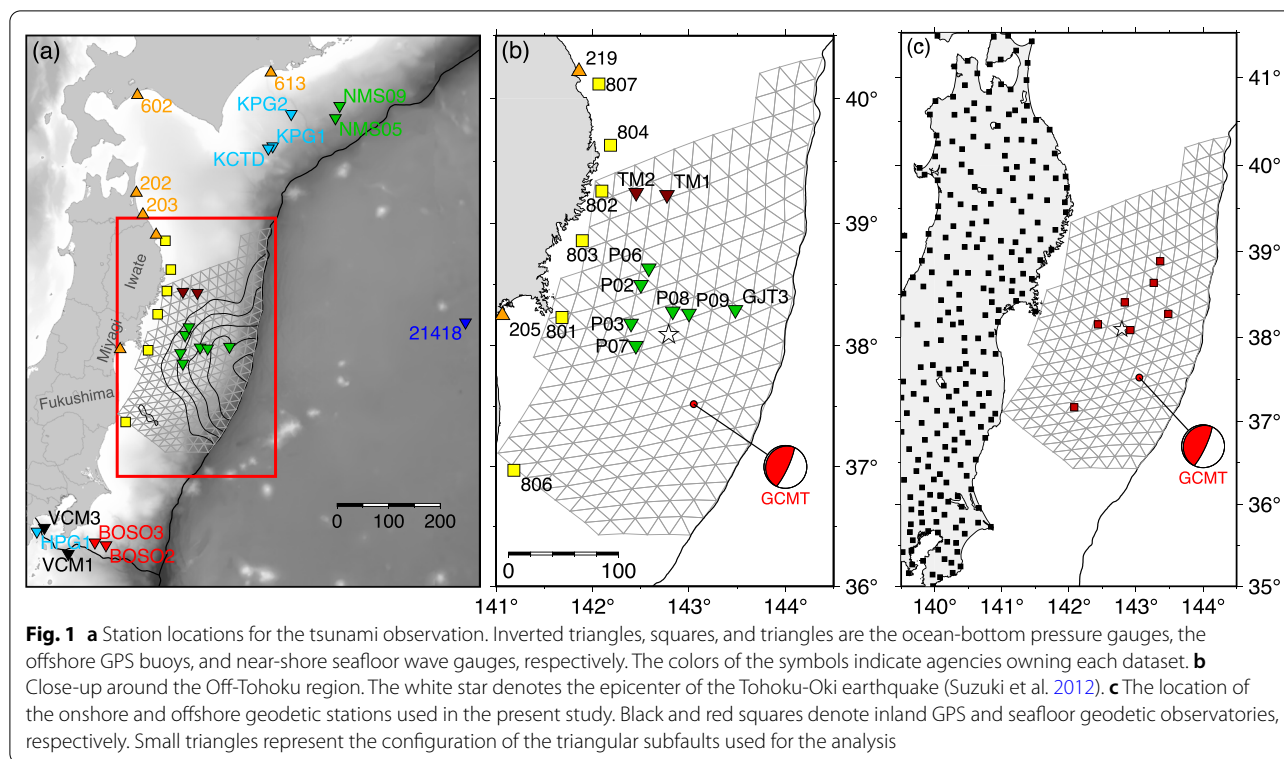 (a)
602
613
KPG2
NMS09
NMS05
KPG1
KCTD
202
203
Iwate
Miyagi
Fukushima
21418
0 100 200
VCM3
HPG1
BOSO3
BOSO2
VCM1
(b)
219
807
804
TM2
TM1
802
803
P06
P02
P08
P09
GJT3
P03
205
801
P07
806
GCMT
0 100
40°
39°
38°
37°
36°
141° 142° 143° 144°
(c)
GCMT
41°
40°
39°
38°
37°
36°
35°
140° 141° 142° 143° 144°
Fig. 1 a Station locations for the tsunami observation. Inverted triangles, squares, and triangles are the ocean-bottom pressure gauges, the
offshore GPS buoys, and near-shore seafloor wave gauges, respectively. The colors of the symbols indicate agencies owning each dataset. b
Close-up around the Off-Tohoku region. The white star denotes the epicenter of the Tohoku-Oki earthquake (Suzuki et al. 2012). c The location of
the onshore and offshore geodetic stations used in the present study. Black and red squares denote inland GPS and seafloor geodetic observatories,
respectively. Small triangles represent the configuration of the triangular subfaults used for the analysis